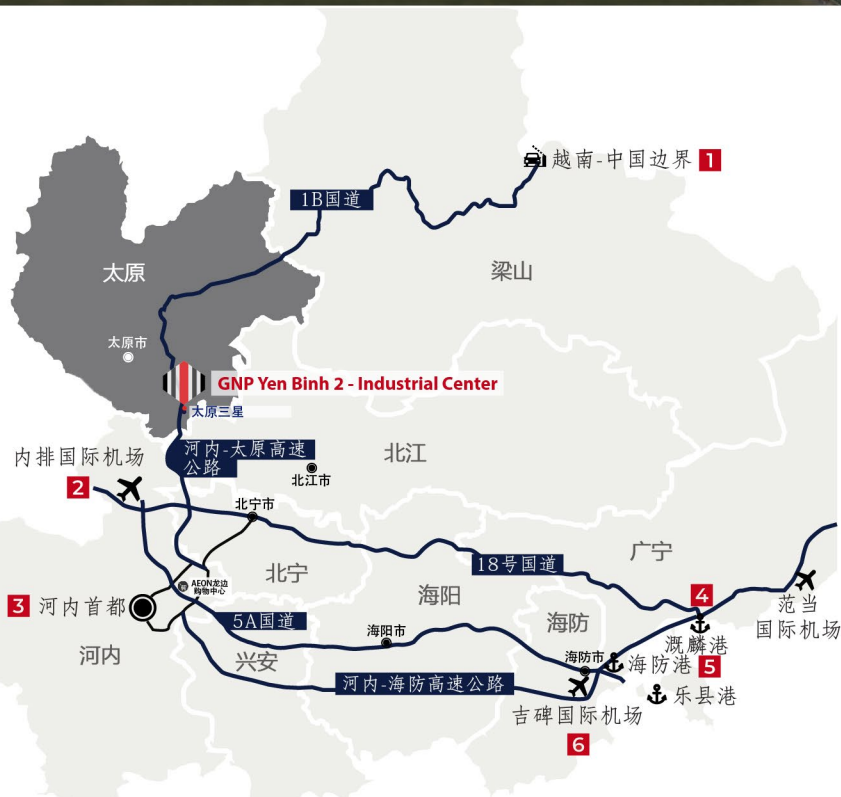 越南-中国边界 1
1B国道
太原
梁山
太原市
GNP Yen Binh 2 - Industrial Center
太原三星
河内-太原高速
公路
北江
内排国际机场
北江市
2
北宁市
广宁
18号国道
北宁
AEON龙边
购物中心
海阳
4
范当
国际机场
3 河内首都
5A国道
海防
海阳市
溉麟港
河内
兴安
海防市
海防港 5
河内-海防高速公路
乐县港
吉碑国际机场
6